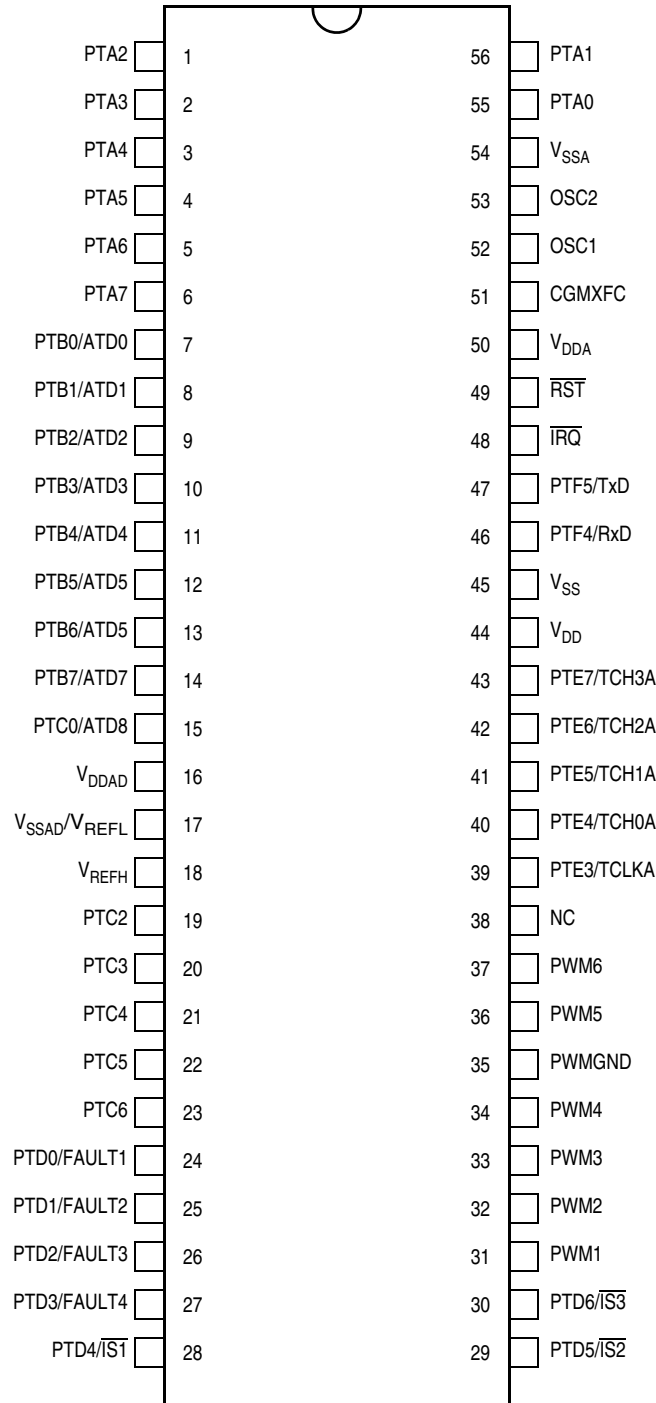 PTA2 1 56 PTA1
PTA3 2 55 PTA0
PTA4 3 54 VSSA
PTA5 4 53 OSC2
PTA6 5 52 OSC1
PTA7 6 51 CGMXFC
PTB0/ATD0 7 50 VDDA
PTB1/ATD1 8 49 R̅S̅T̅
PTB2/ATD2 9 48 I̅R̅Q̅
PTB3/ATD3 10 47 PTF5/TxD
PTB4/ATD4 11 46 PTF4/RxD
PTB5/ATD5 12 45 VSS
PTB6/ATD5 13 44 VDD
PTB7/ATD7 14 43 PTE7/TCH3A
PTC0/ATD8 15 42 PTE6/TCH2A
VDDAD 16 41 PTE5/TCH1A
VSSAD/VREFL 17 40 PTE4/TCH0A
VREFH 18 39 PTE3/TCLKA
PTC2 19 38 NC
PTC3 20 37 PWM6
PTC4 21 36 PWM5
PTC5 22 35 PWMGND
PTC6 23 34 PWM4
PTD0/FAULT1 24 33 PWM3
PTD1/FAULT2 25 32 PWM2
PTD2/FAULT3 26 31 PWM1
PTD3/FAULT4 27 30 PTD6/I̅S̅3̅
PTD4/I̅S̅1̅ 28 29 PTD5/I̅S̅2̅